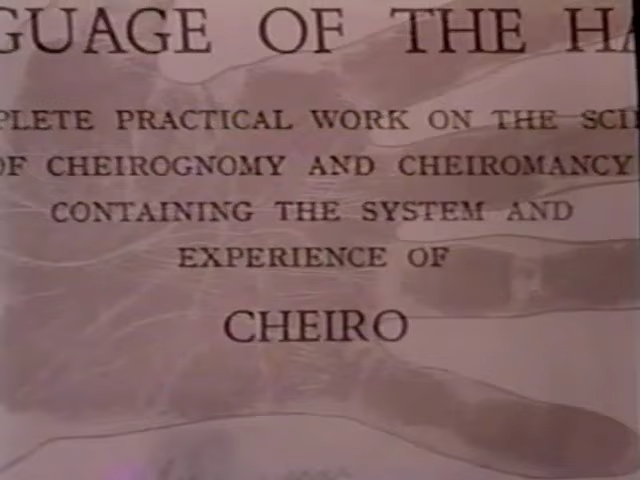 GUAGE OF THE HA
PLETE PRACTICAL WORK ON THE SCI
OF CHEIROGNOMY AND CHEIROMANCY
CONTAINING THE SYSTEM AND
EXPERIENCE OF
CHEIRO